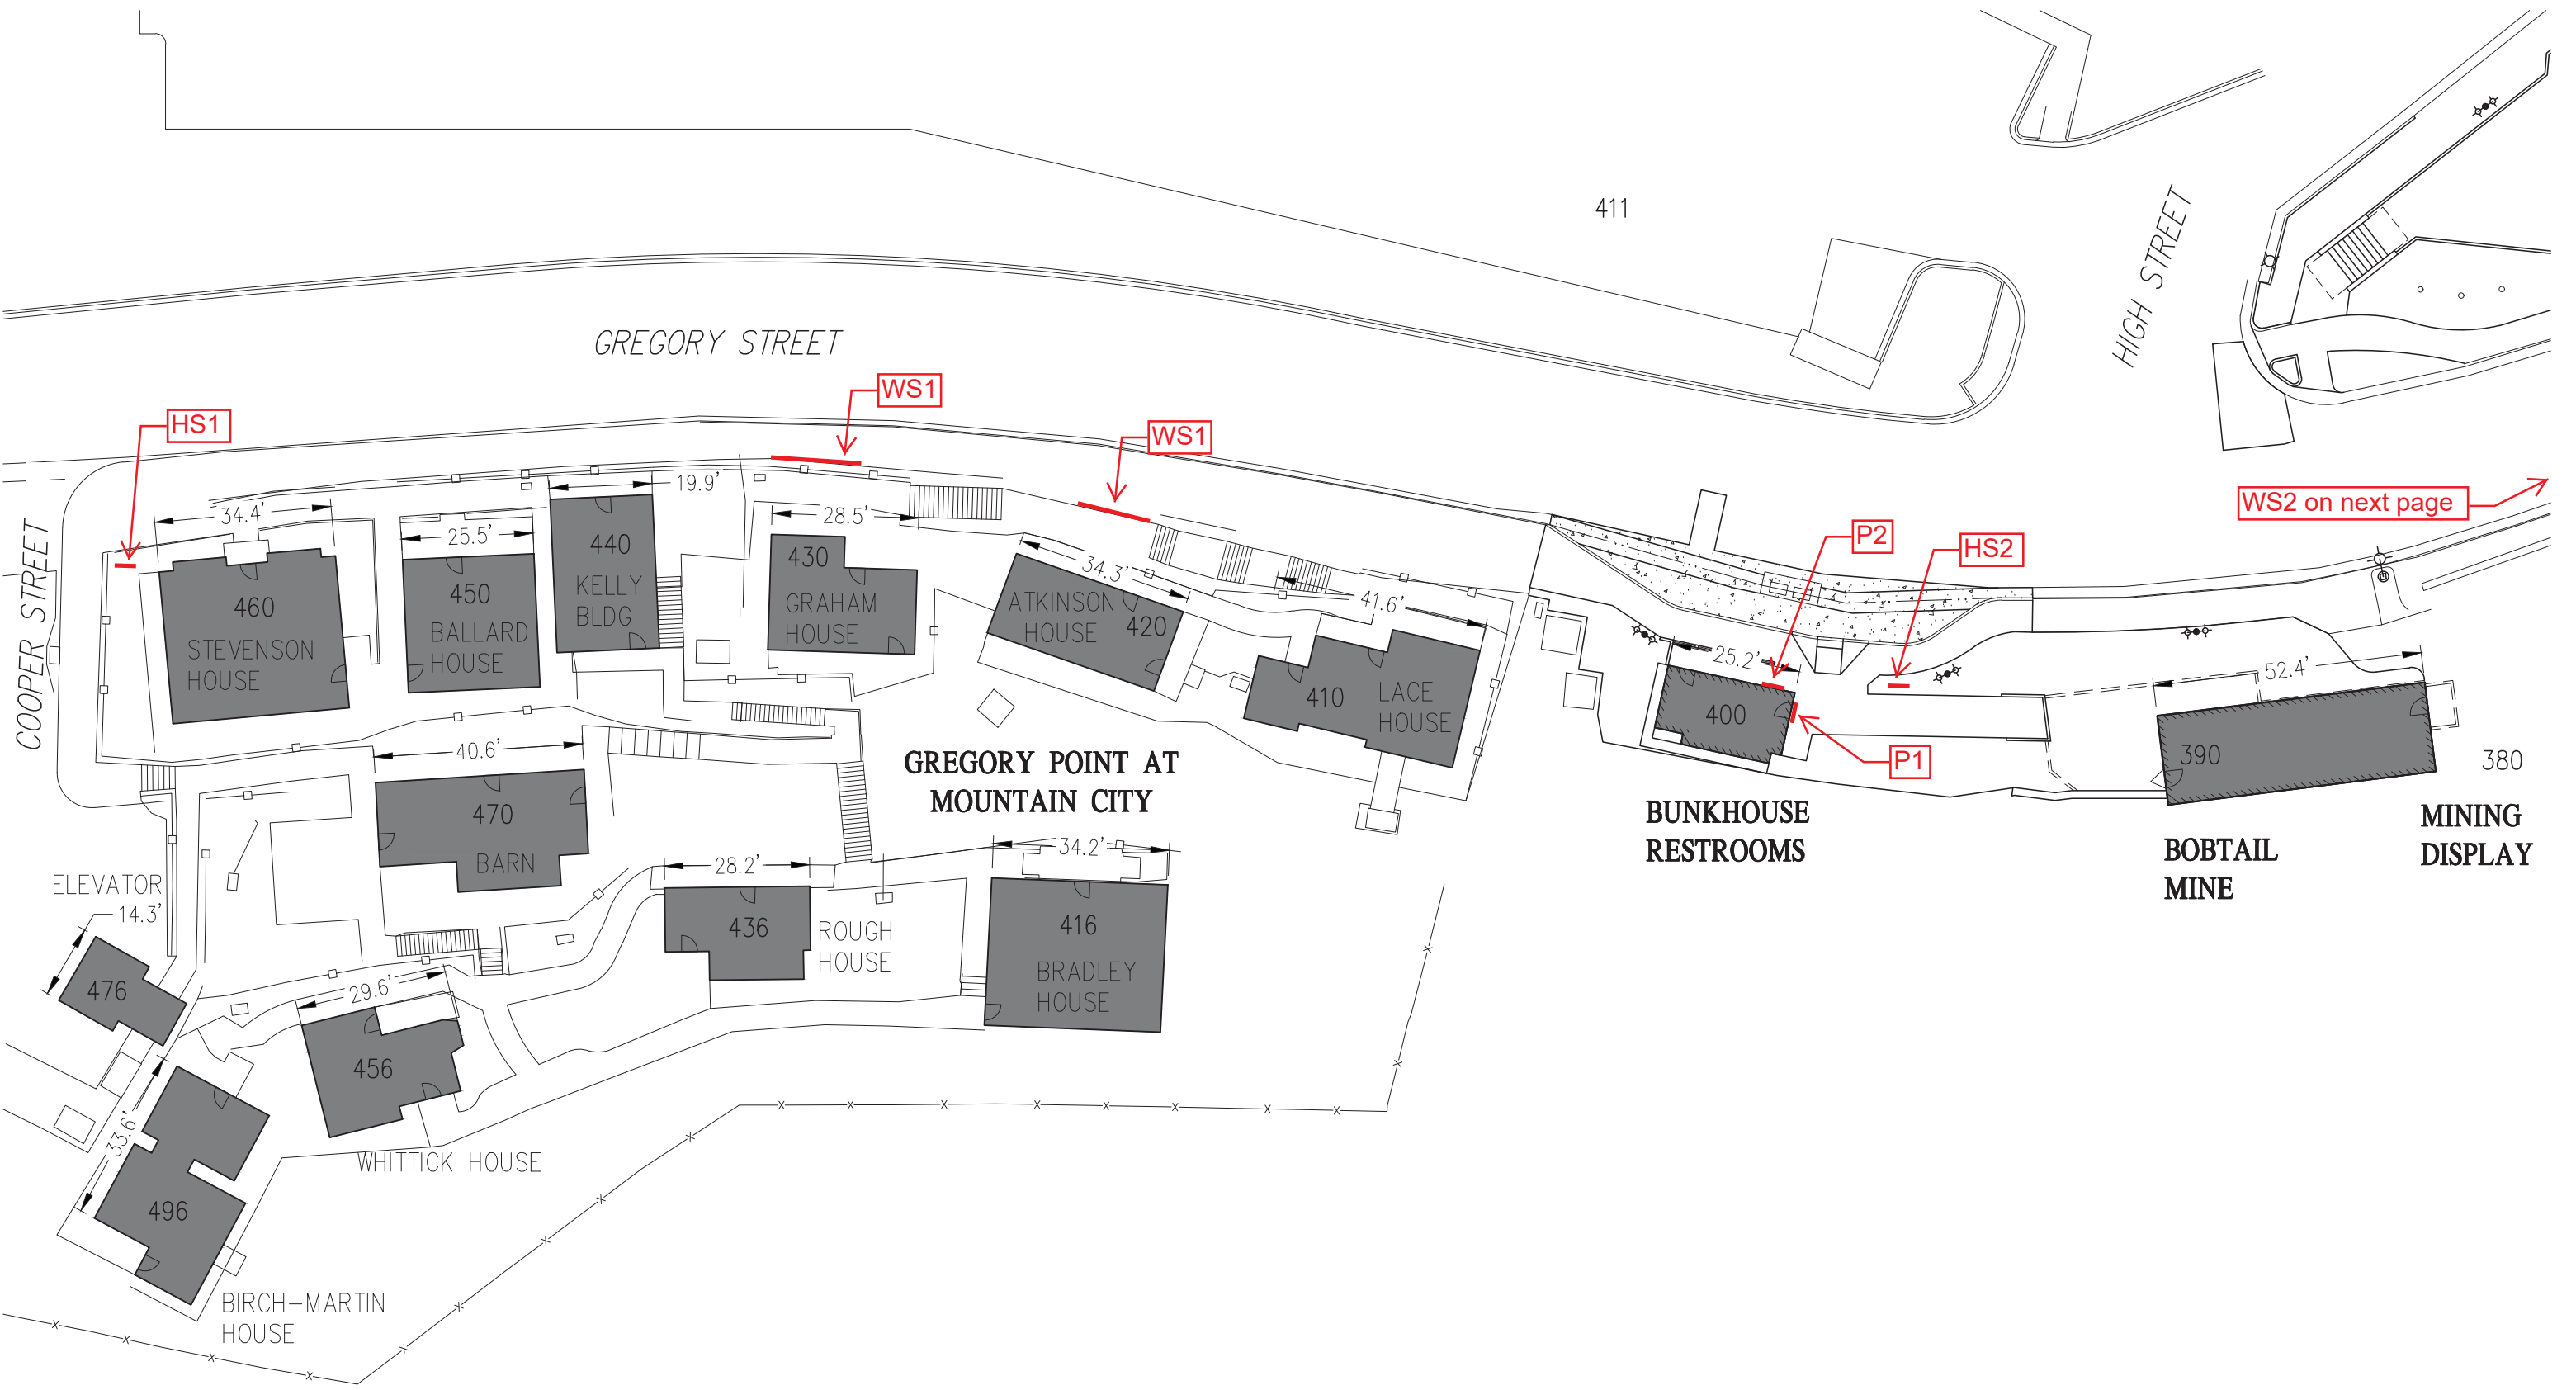 411
HIGH STREET
GREGORY STREET
WS1
HS1
WS1
WS2 on next page
COOPER STREET
34.4'
25.5'
19.9'
28.5'
34.3'
41.6'
P2
HS2
25.2'
52.4'
460
STEVENSON
HOUSE
450
BALLARD
HOUSE
440
KELLY
BLDG
430
GRAHAM
HOUSE
ATKINSON
HOUSE
420
410
LACE
HOUSE
400
P1
390
380
40.6'
GREGORY POINT AT
MOUNTAIN CITY
BUNKHOUSE
RESTROOMS
BOBTAIL
MINE
MINING
DISPLAY
470
BARN
28.2'
34.2'
ELEVATOR
14.3'
436
ROUGH
HOUSE
416
BRADLEY
HOUSE
476
29.6'
456
WHITTICK HOUSE
33.6'
496
BIRCH-MARTIN
HOUSE